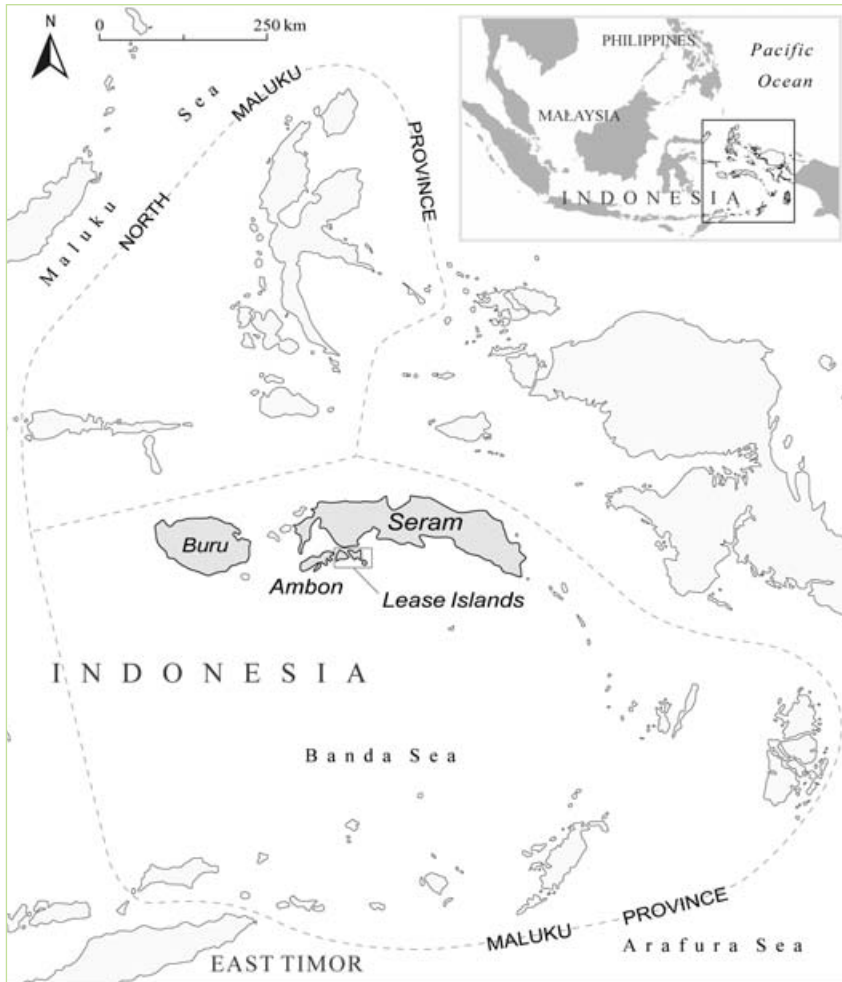 N
0
250 km
PHILIPPINES
Pacific
Ocean
MALAYSIA
INDONESIA
Maluku Sea
NORTH MALUKU PROVINCE
Buru
Seram
Ambon
Lease Islands
INDONESIA
Banda Sea
MALUKU PROVINCE
Arafura Sea
EAST TIMOR